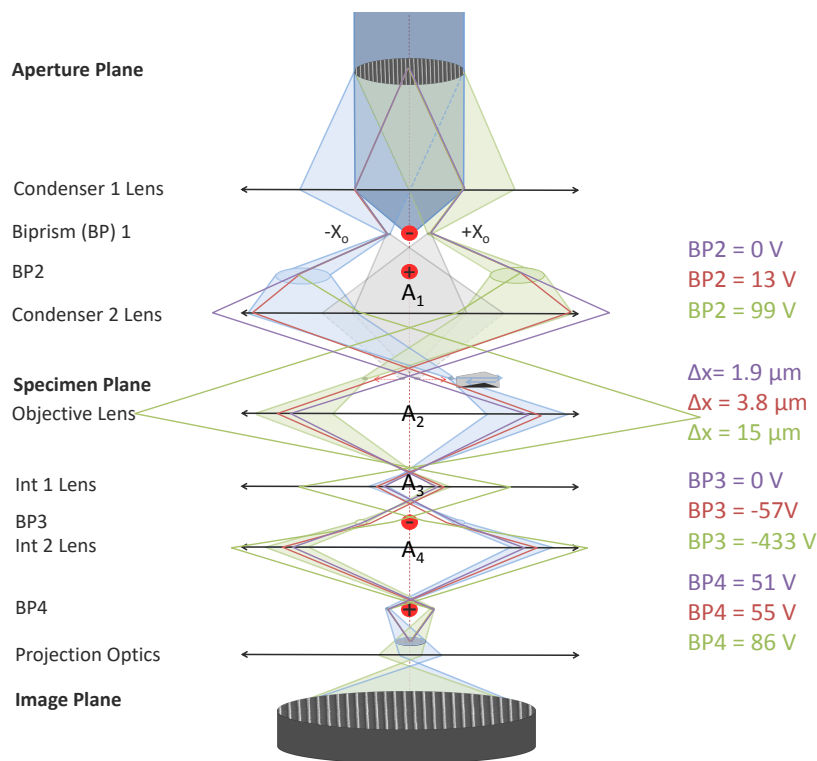 Aperture Plane
Condenser 1 Lens
Biprism (BP) 1
-
-Xₒ
+Xₒ
BP2
+
A₁
Condenser 2 Lens
BP2 = 0 V
BP2 = 13 V
BP2 = 99 V
Specimen Plane
Objective Lens
A₂
Δx= 1.9 μm
Δx = 3.8 μm
Δx = 15 μm
Int 1 Lens
A₃
BP3
-
Int 2 Lens
A₄
BP3 = 0 V
BP3 = -57V
BP3 = -433 V
BP4
+
BP4 = 51 V
BP4 = 55 V
BP4 = 86 V
Projection Optics
Image Plane